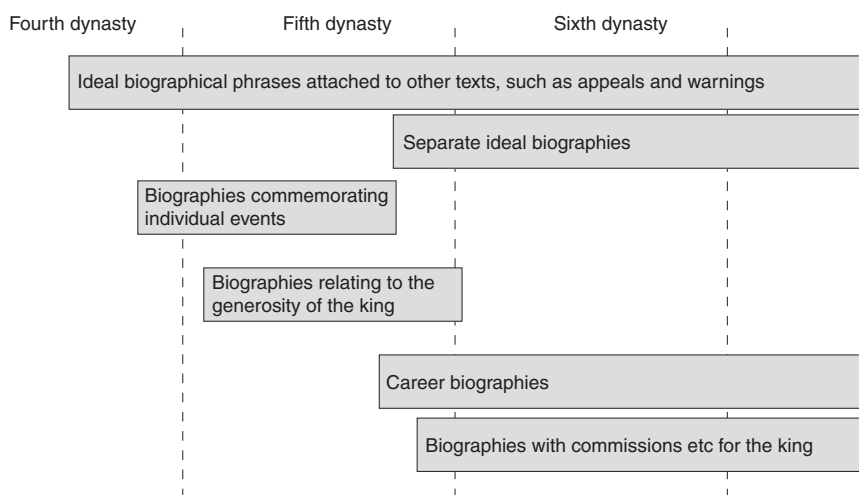 Fourth dynasty Fifth dynasty Sixth dynasty
Ideal biographical phrases attached to other texts, such as appeals and warnings
Separate ideal biographies
Biographies commemorating
individual events
Biographies relating to the
generosity of the king
Career biographies
Biographies with commissions etc for the king